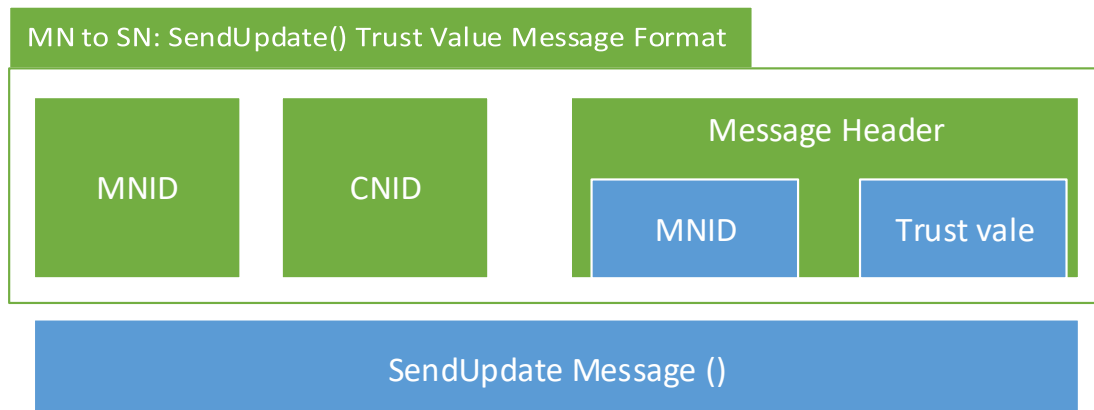 MN to SN: SendUpdate() Trust Value Message Format
MNID
CNID
Message Header
MNID
Trust vale
SendUpdate Message ()